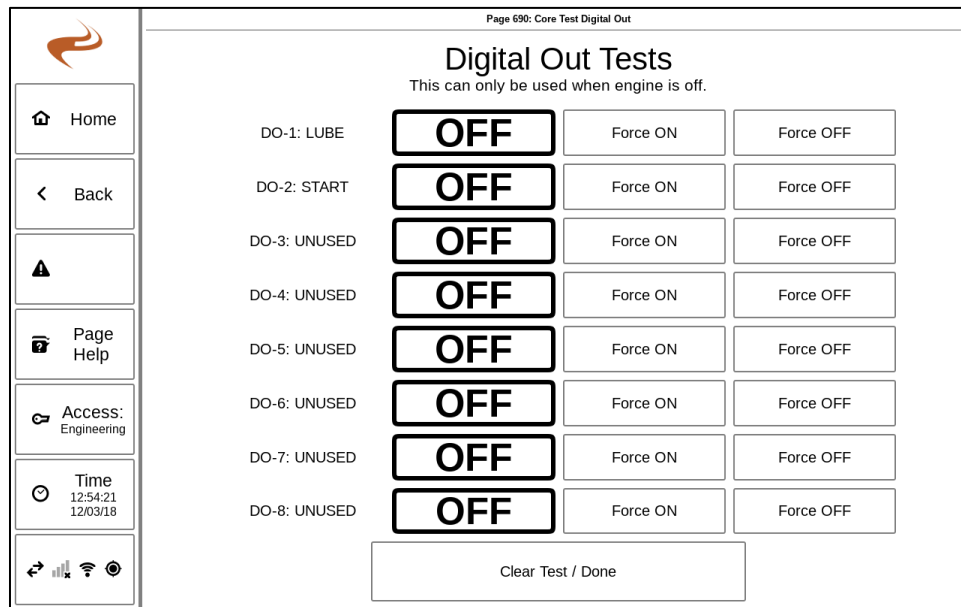 Page 690: Core Test Digital Out
Digital Out Tests
This can only be used when engine is off.
Home
Back
Page
Help
Access:
Engineering
Time
12:54:21
12/03/18
DO-1: LUBE OFF Force ON Force OFF
DO-2: START OFF Force ON Force OFF
DO-3: UNUSED OFF Force ON Force OFF
DO-4: UNUSED OFF Force ON Force OFF
DO-5: UNUSED OFF Force ON Force OFF
DO-6: UNUSED OFF Force ON Force OFF
DO-7: UNUSED OFF Force ON Force OFF
DO-8: UNUSED OFF Force ON Force OFF
Clear Test / Done